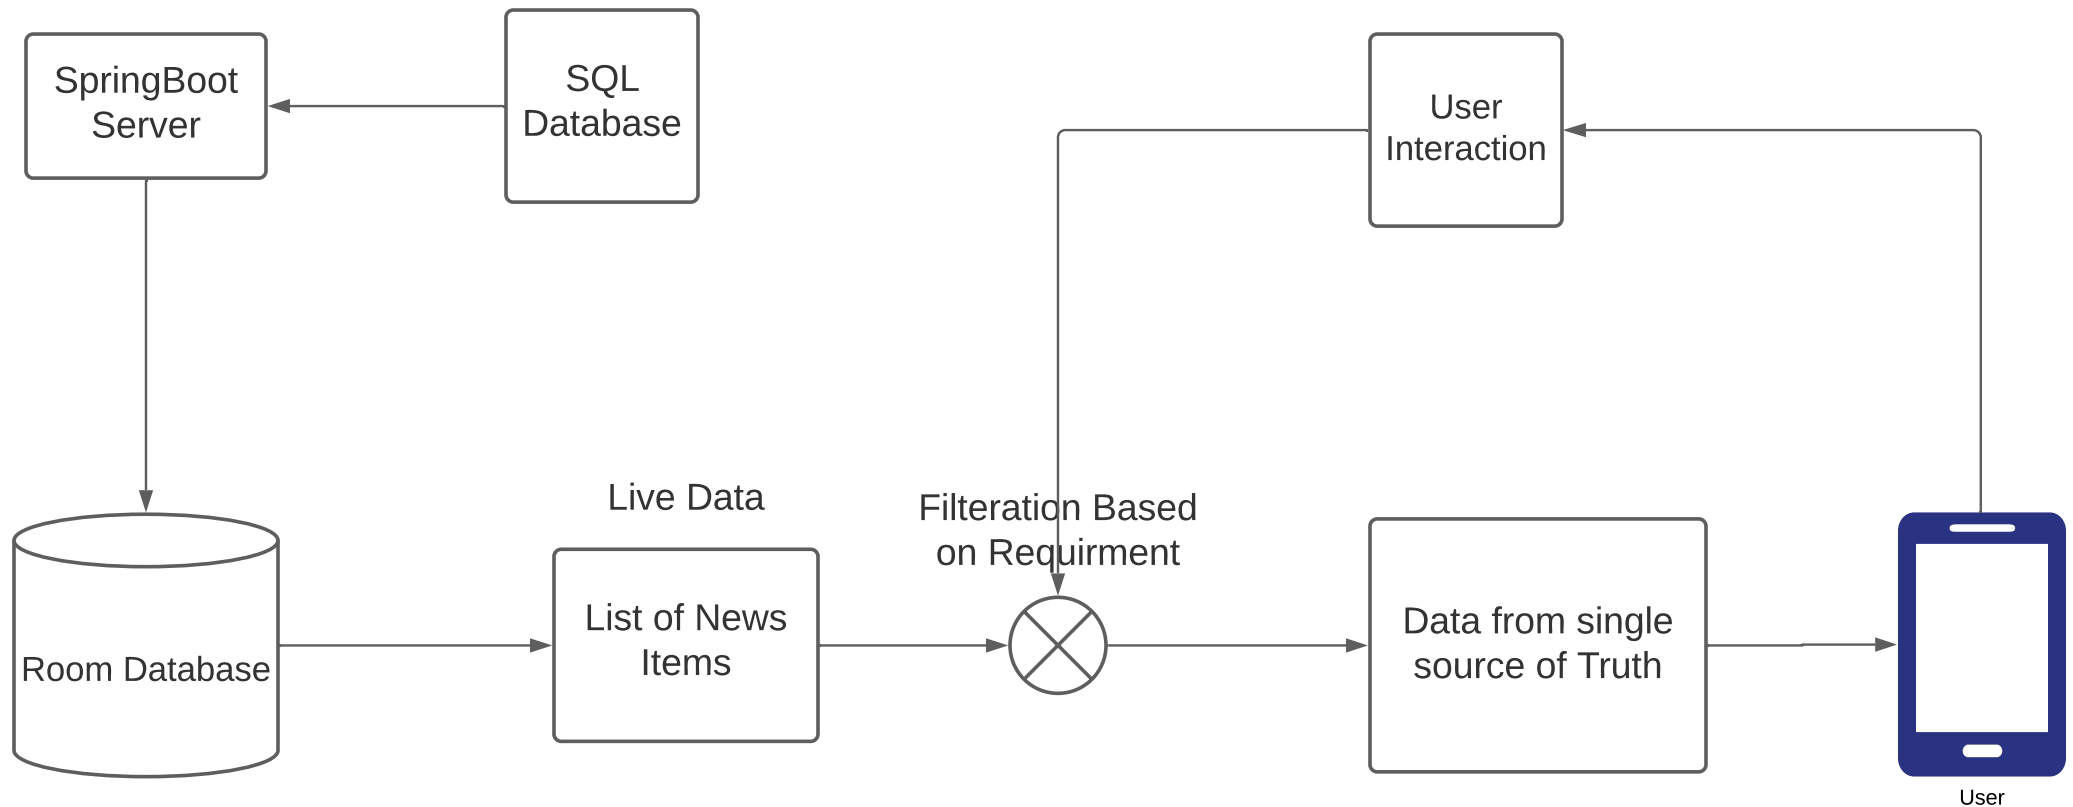 SpringBoot
Server
SQL
Database
User
Interaction
Live Data
Filteration Based
on Requirment
List of News
Items
Room Database
Data from single
source of Truth
User